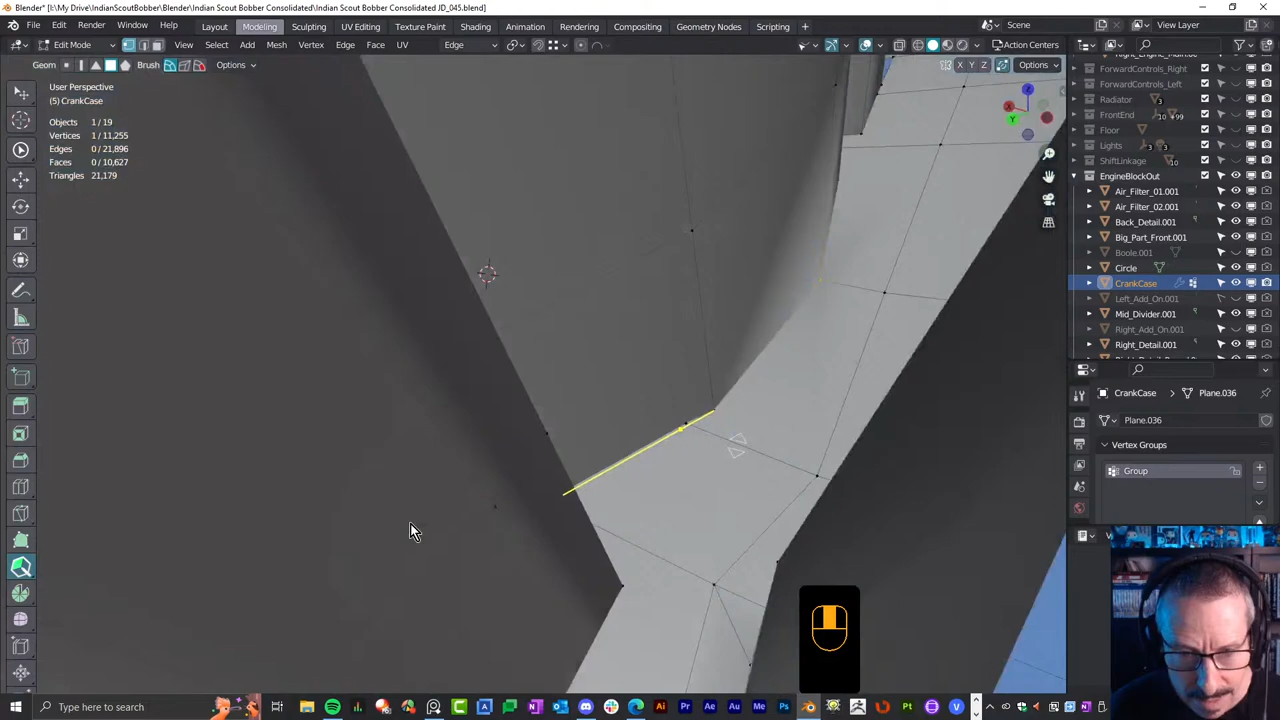 Blender* [I:\My Drive\IndianScoutBobber\Blender\Indian Scout Bobber Consolidated\Indian Scout Bobber Consolidated JD_045.blend]
File Edit Render Window Help Layout Modeling Sculpting UV Editing Texture Paint Shading Animation Rendering Compositing Geometry Nodes Scripting Scene View Layer
Edit Mode View Select Add Mesh Vertex Edge Face UV Edge Action Centers
Geom Brush Options X Y Z Options
User Perspective
(5) CrankCase
Objects 1 / 19
Vertices 1 / 11,255
Edges 0 / 21,896
Faces 0 / 10,627
Triangles 21,179
X
Y
Z
ForwardControls_Right
ForwardControls_Left
Radiator 3
FrontEnd 10 +99
Floor
Lights 3 3
ShiftLinkage 10
EngineBlockOut
Air_Filter_01.001
Air_Filter_02.001
Back_Detail.001
Big_Part_Front.001
Boole.001
Circle
CrankCase
Left_Add_On.001
Mid_Divider.001
Right_Add_On.001
Right_Detail.001
CrankCase Plane.036
Plane.036
Vertex Groups
Group
Type here to search